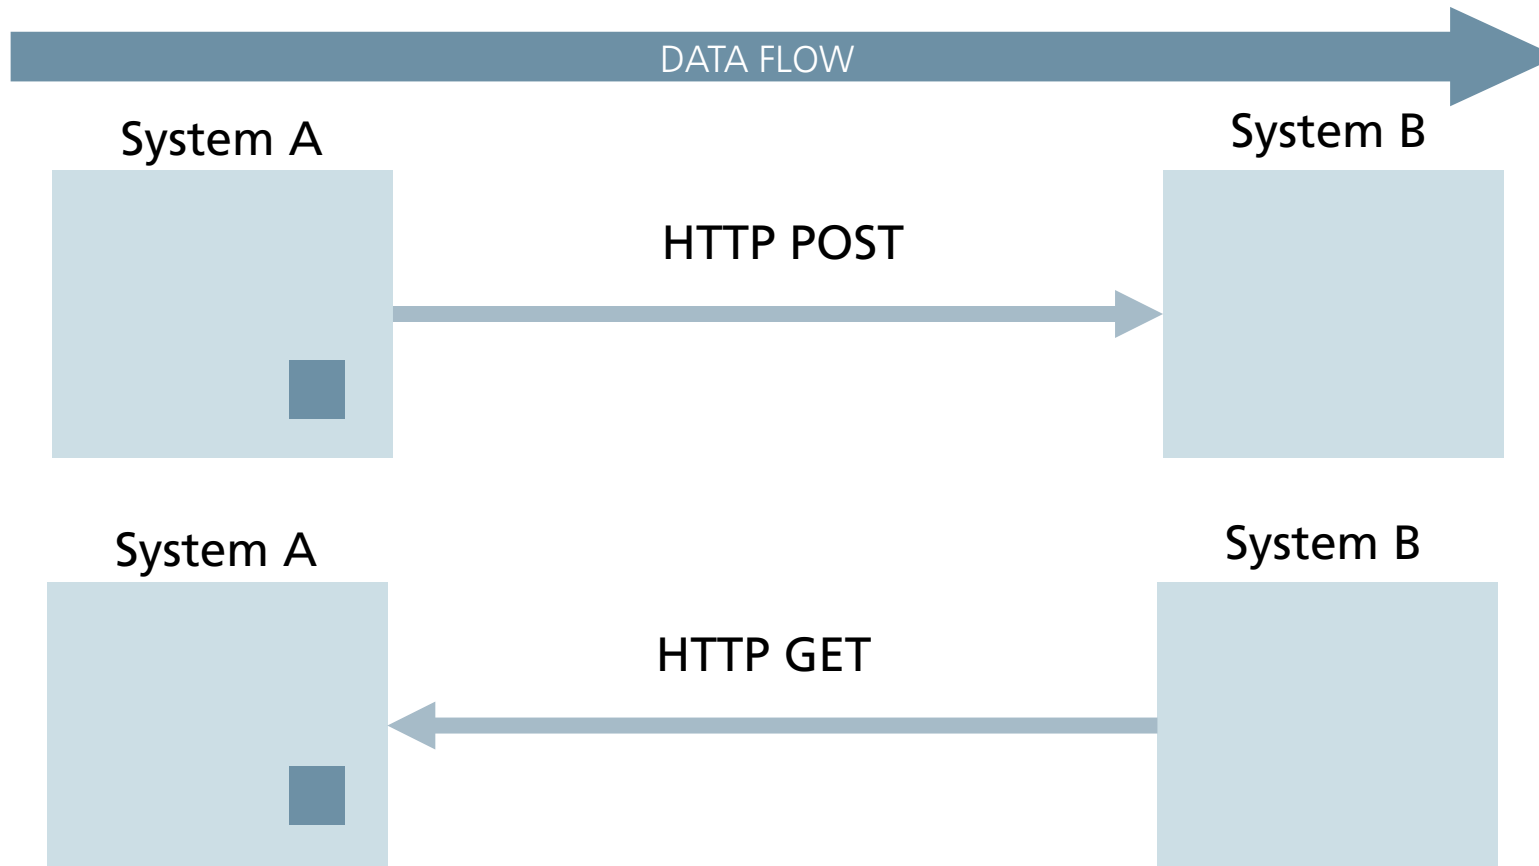 DATA FLOW
System A
System B
HTTP POST
System A
System B
HTTP GET